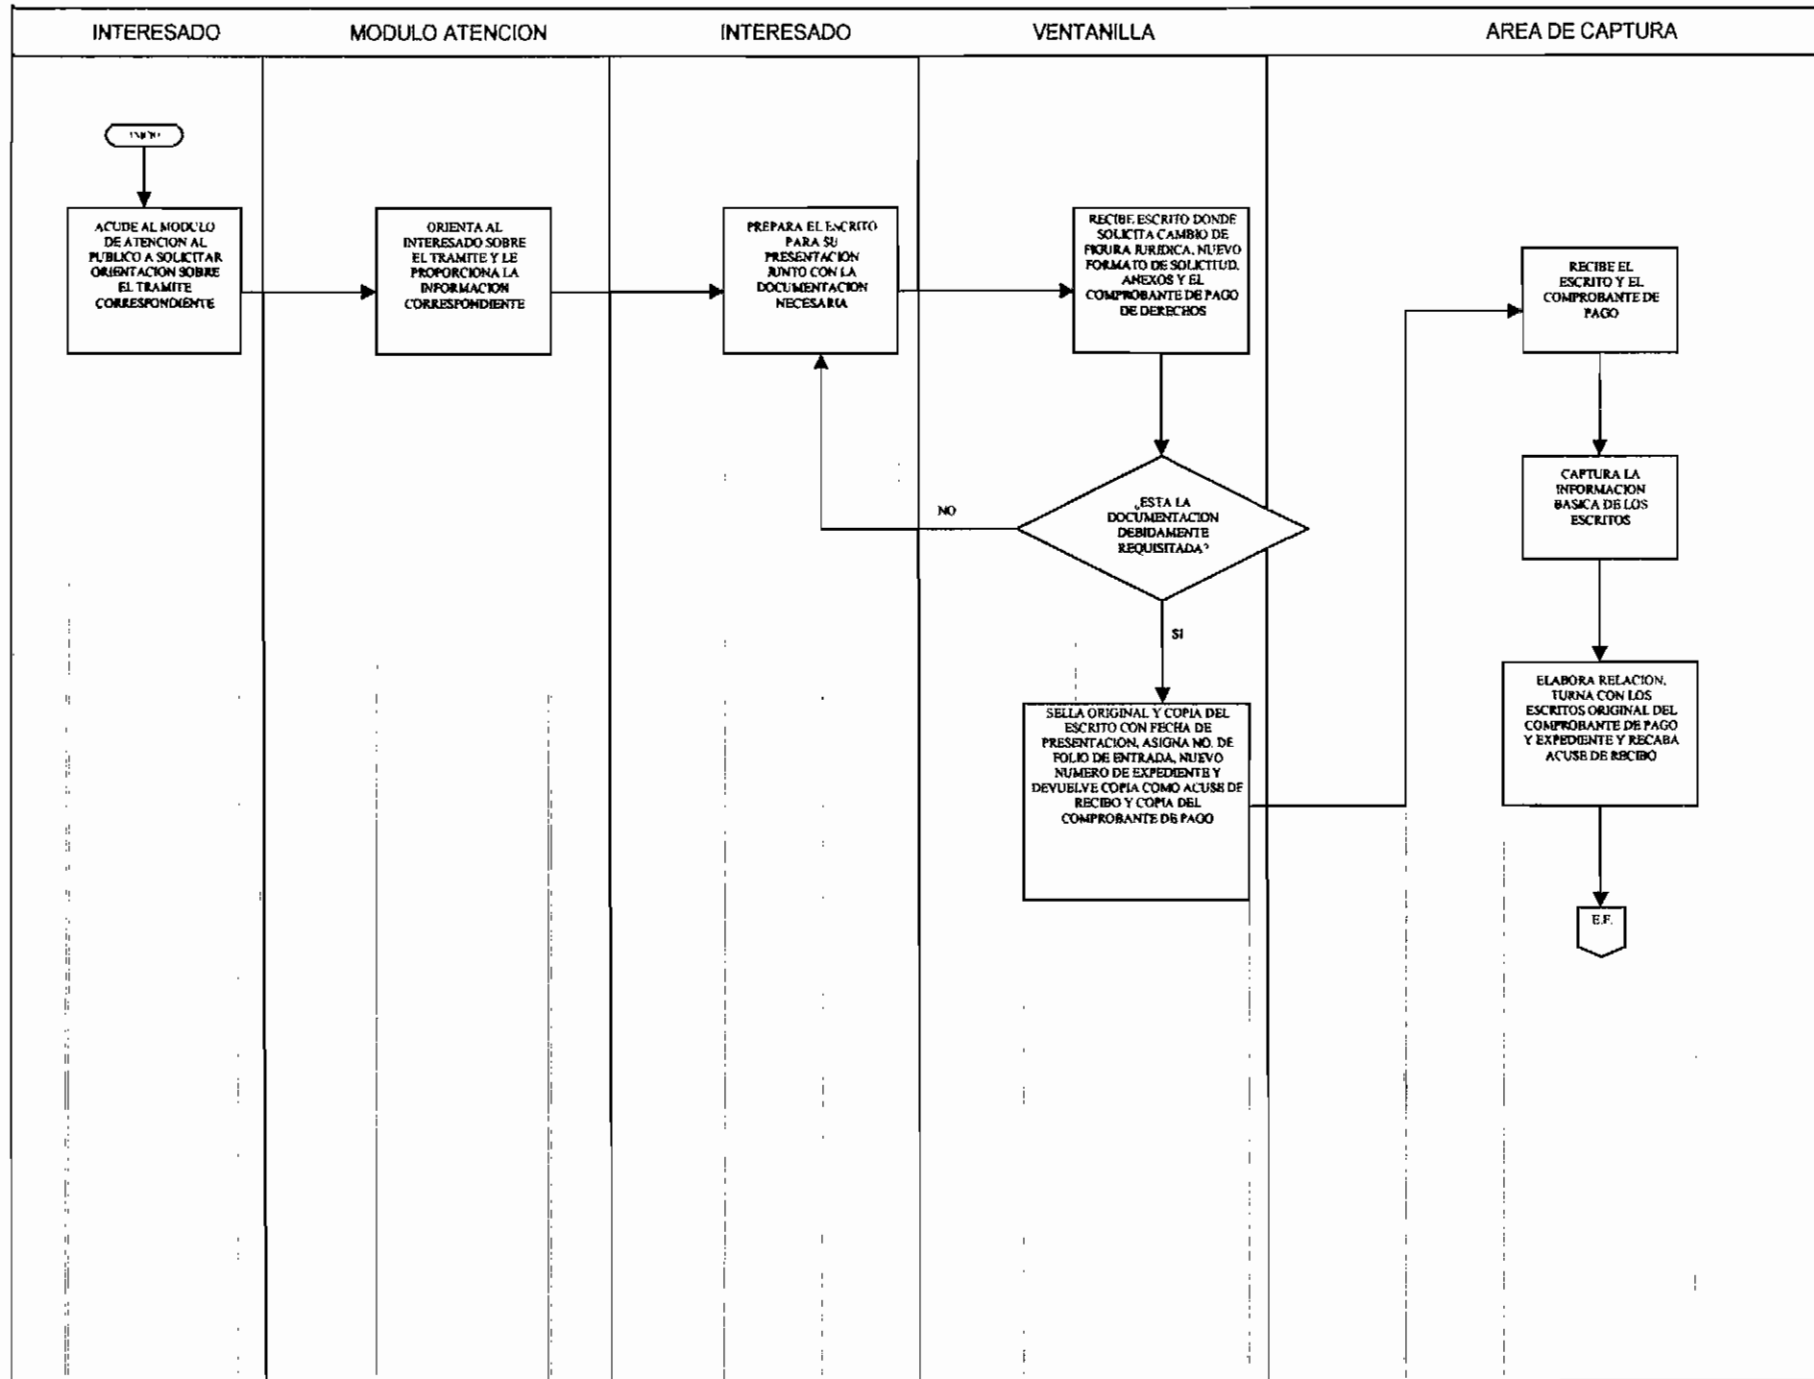 INTERESADO
MODULO ATENCION
INTERESADO
VENTANILLA
AREA DE CAPTURA
INICIO
ACUDE AL MODULO
DE ATENCION AL
PUBLICO A SOLICITAR
ORIENTACION SOBRE
EL TRAMITE
CORRESPONDIENTE
ORIENTA AL
INTERESADO SOBRE
EL TRAMITE Y LE
PROPORCIONA LA
INFORMACION
CORRESPONDIENTE
PREPARA EL ESCRITO
PARA SU
PRESENTACION
JUNTO CON LA
DOCUMENTACION
NECESARIA
RECIBE ESCRITO DONDE
SOLICITA CAMBIO DE
FIGURA JURIDICA, NUEVO
FORMATO DE SOLICITUD,
ANEXOS Y EL
COMPROBANTE DE PAGO
DE DERECHOS
RECIBE EL
ESCRITO Y EL
COMPROBANTE DE
PAGO
CAPTURA LA
INFORMACION
BASICA DE LOS
ESCRITOS
NO
¿ESTA LA
DOCUMENTACION
DEBIDAMENTE
REQUISITADA?
SI
SELLA ORIGINAL Y COPIA DEL
ESCRITO CON FECHA DE
PRESENTACION, ASIGNA NO. DE
FOLIO DE ENTRADA, NUEVO
NUMERO DE EXPEDIENTE Y
DEVUELVE COPIA COMO ACUSE DE
RECIBO Y COPIA DEL
COMPROBANTE DE PAGO
ELABORA RELACION,
TURNA CON LOS
ESCRITOS ORIGINAL DEL
COMPROBANTE DE PAGO
Y EXPEDIENTE Y RECABA
ACUSE DE RECIBO
E.F.